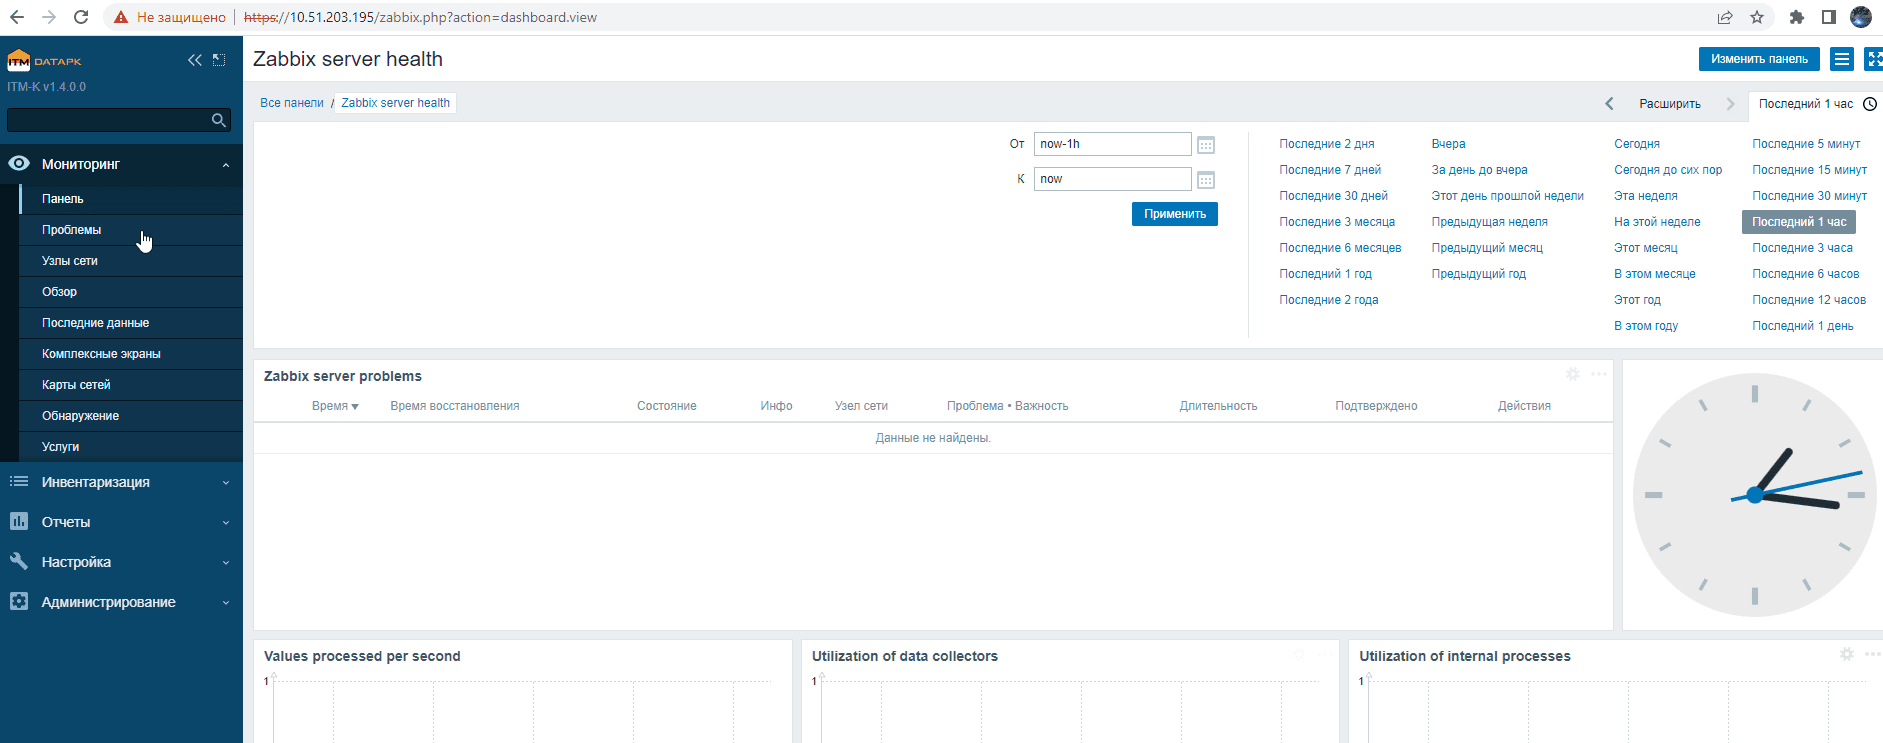 Не защищено https://10.51.203.195/zabbix.php?action=dashboard.view
ITM DATAPK
ITM-K v1.4.0.0
Мониторинг
Панель
Проблемы
Узлы сети
Обзор
Последние данные
Комплексные экраны
Карты сетей
Обнаружение
Услуги
Инвентаризация
Отчеты
Настройка
Администрирование
Zabbix server health
Изменить панель
Все панели / Zabbix server health
Расширить
Последний 1 час
От now-1h
К now
Применить
Последние 2 дня Вчера Сегодня Последние 5 минут
Последние 7 дней За день до вчера Сегодня до сих пор Последние 15 минут
Последние 30 дней Этот день прошлой недели Эта неделя Последние 30 минут
Последние 3 месяца Предыдущая неделя На этой неделе Последний 1 час
Последние 6 месяцев Предыдущий месяц Этот месяц Последние 3 часа
Последний 1 год Предыдущий год В этом месяце Последние 6 часов
Последние 2 года Этот год Последние 12 часов
В этом году Последний 1 день
Zabbix server problems
Время Время восстановления Состояние Инфо Узел сети Проблема • Важность Длительность Подтверждено Действия
Данные не найдены.
Values processed per second
1
Utilization of data collectors
1
Utilization of internal processes
1